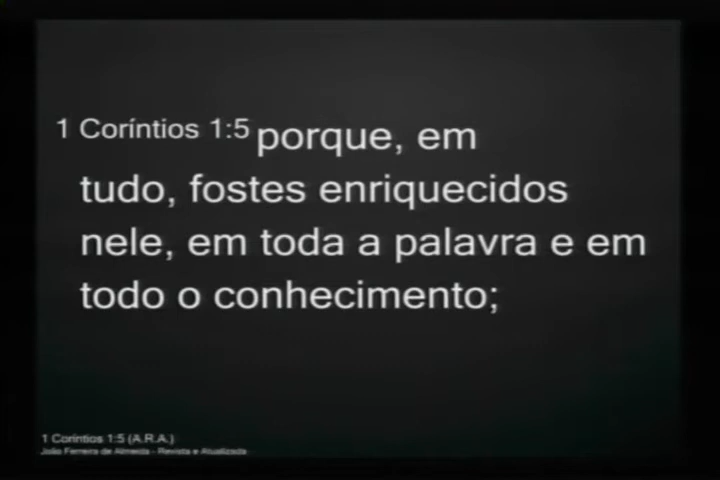 1 Coríntios 1:5 porque, em
tudo, fostes enriquecidos
nele, em toda a palavra e em
todo o conhecimento;
1 Coríntios 1:5 (A.R.A.)
João Ferreira de Almeida - Revista e Atualizada